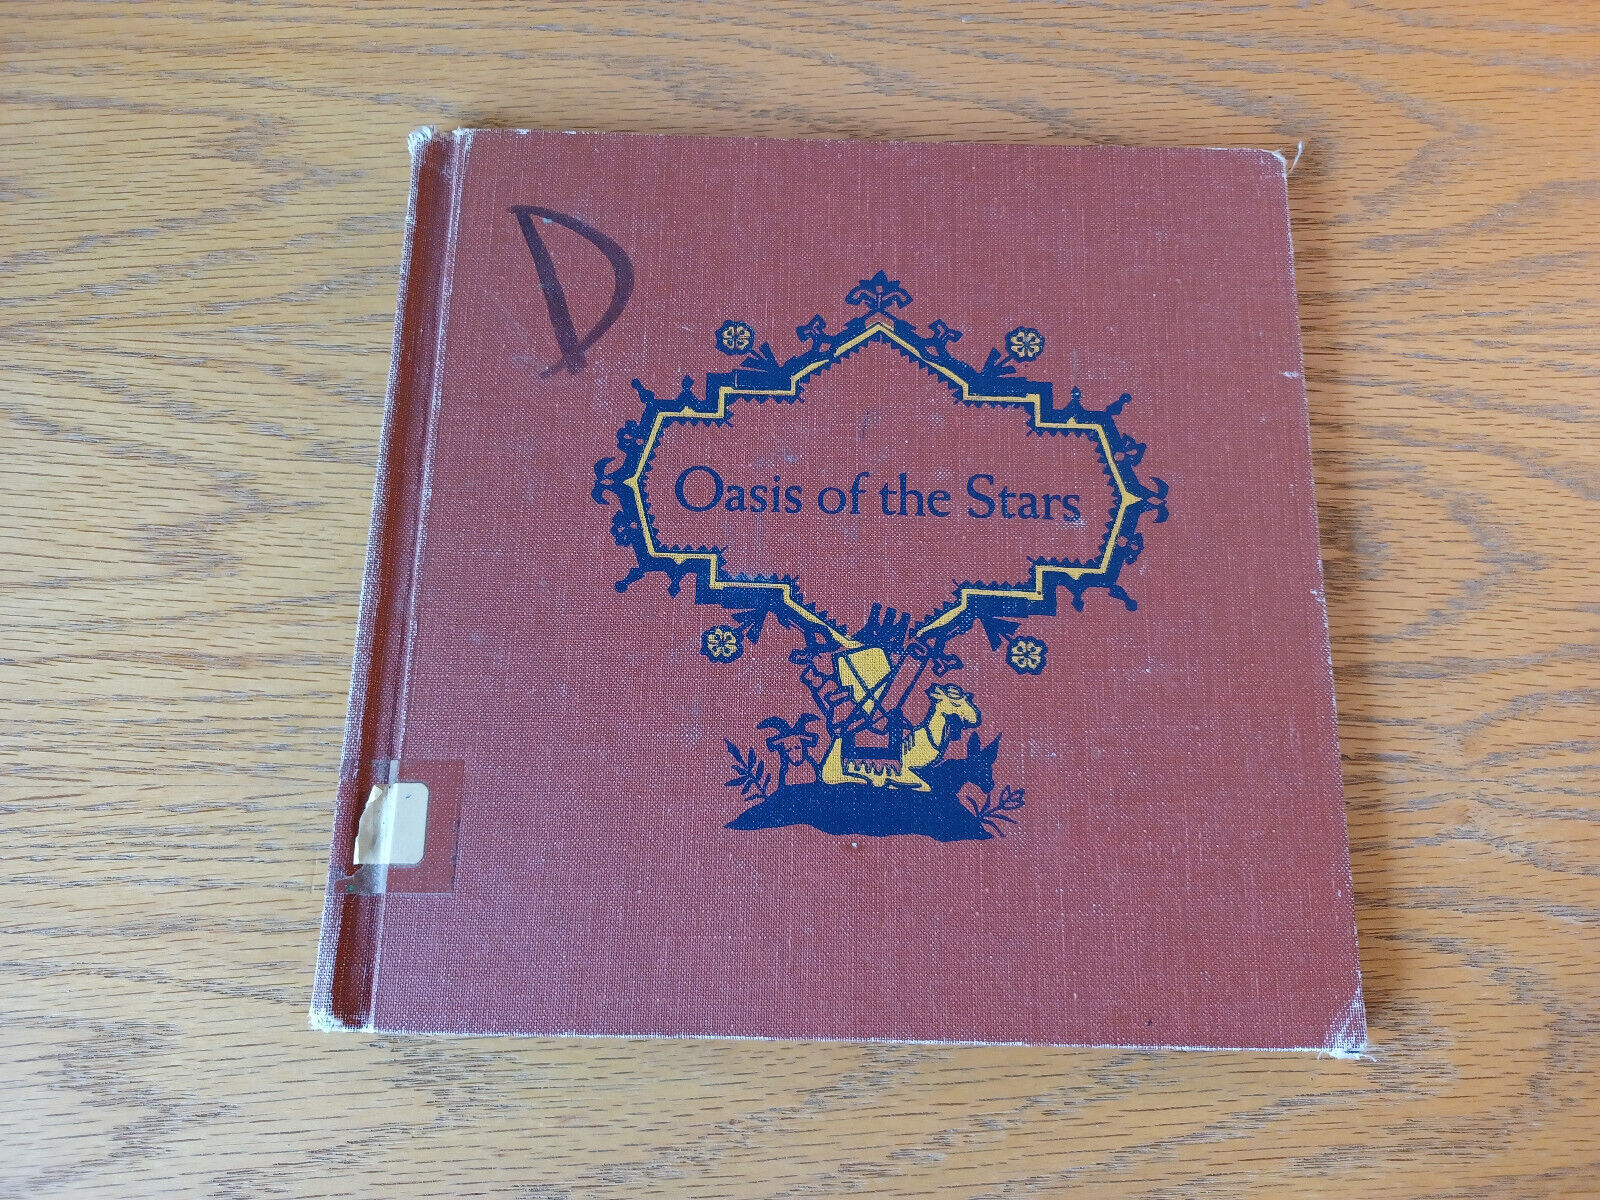 D
Oasis of the Stars